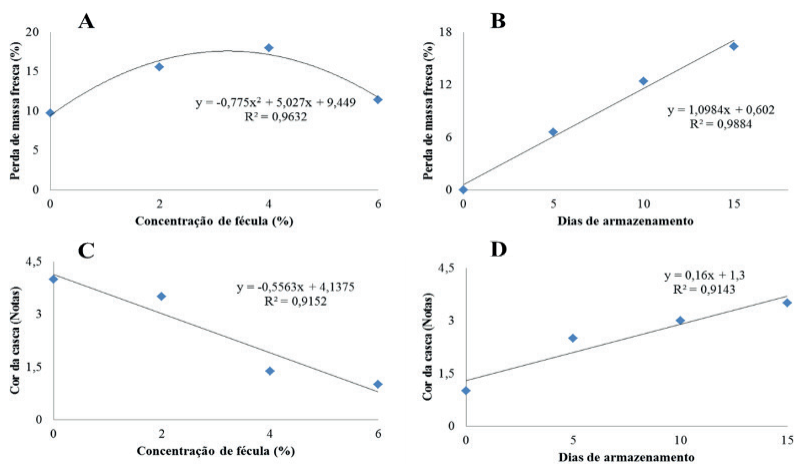 A
Perda de massa fresca (%)
20
15
10
5
0
y = -0,775x² + 5,027x + 9,449
R² = 0,9632
0 2 4 6
Concentração de fécula (%)
B
Perda de massa fresca (%)
18
12
6
0
y = 1,0984x + 0,602
R² = 0,9884
0 5 10 15
Dias de armazenamento
C
Cor da casca (Notas)
4,5
3
1,5
0
y = -0,5563x + 4,1375
R² = 0,9152
0 2 4 6
Concentração de fécula (%)
D
Cor da casca (Notas)
4,5
3
1,5
0
y = 0,16x + 1,3
R² = 0,9143
0 5 10 15
Dias de armazenamento